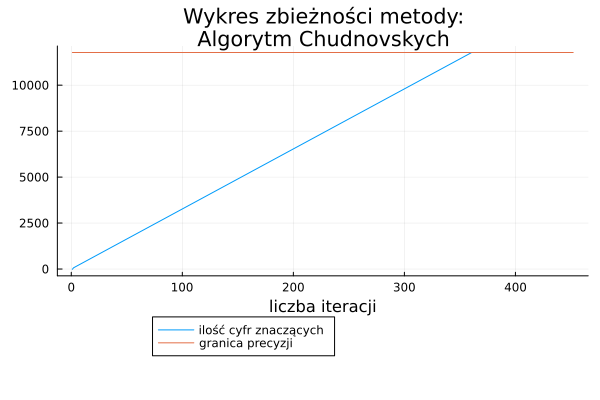 Wykres zbieżności metody:
Algorytm Chudnovskych
10000
7500
5000
2500
0
0 100 200 300 400
liczba iteracji
ilość cyfr znaczących
granica precyzji